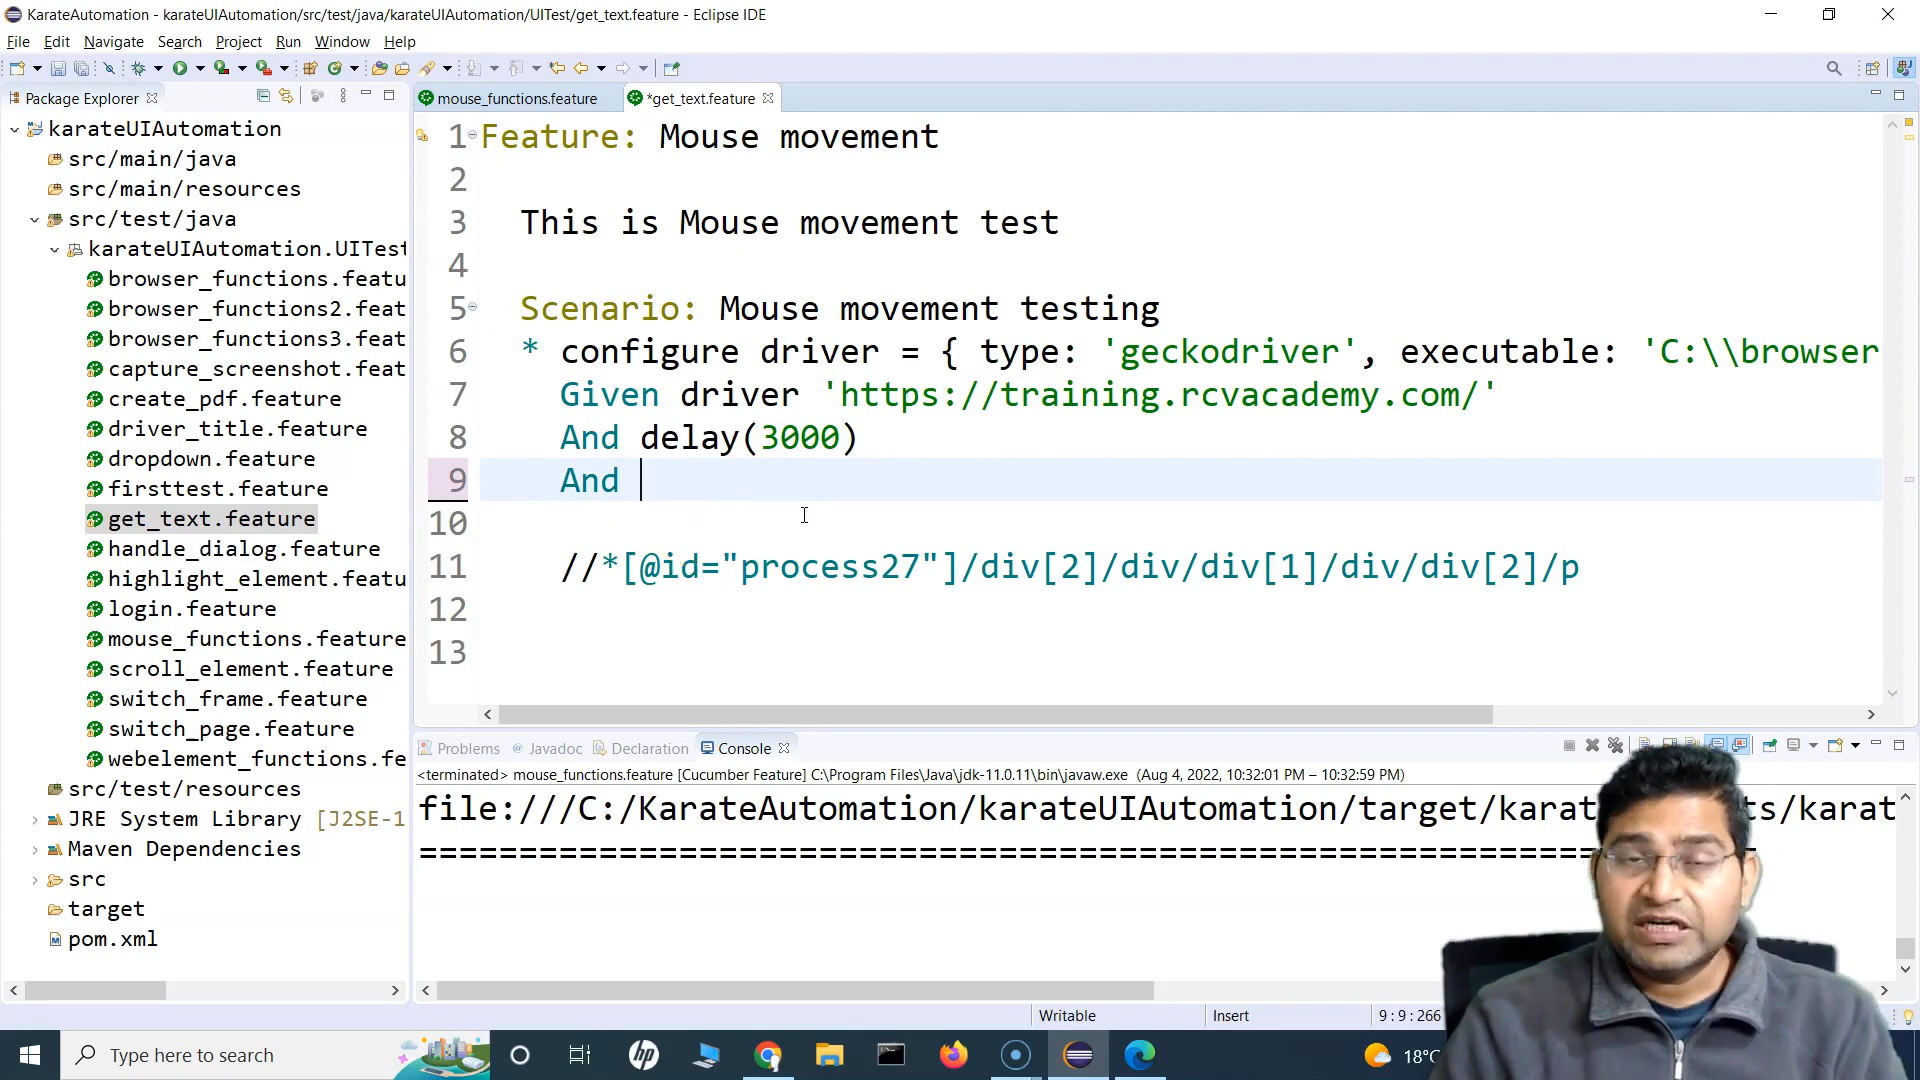 KarateAutomation - karateUIAutomation/src/test/java/karateUIAutomation/UITest/get_text.feature - Eclipse IDE
File Edit Navigate Search Project Run Window Help
Package Explorer
mouse_functions.feature
*get_text.feature
karateUIAutomation
src/main/java
src/main/resources
src/test/java
karateUIAutomation.UITest
browser_functions.featu
browser_functions2.feat
browser_functions3.feat
capture_screenshot.feat
create_pdf.feature
driver_title.feature
dropdown.feature
firsttest.feature
get_text.feature
handle_dialog.feature
highlight_element.featu
login.feature
mouse_functions.feature
scroll_element.feature
switch_frame.feature
switch_page.feature
webelement_functions.fe
src/test/resources
JRE System Library [J2SE-1
Maven Dependencies
src
target
pom.xml
1 Feature: Mouse movement
2
3 This is Mouse movement test
4
5 Scenario: Mouse movement testing
6 * configure driver = { type: 'geckodriver', executable: 'C:\\browser
7 Given driver 'https://training.rcvacademy.com/'
8 And delay(3000)
9 And
10
11 //*[@id="process27"]/div[2]/div/div[1]/div/div[2]/p
12
13
Problems Javadoc Declaration Console
<terminated> mouse_functions.feature [Cucumber Feature] C:\Program Files\Java\jdk-11.0.11\bin\javaw.exe (Aug 4, 2022, 10:32:01 PM – 10:32:59 PM)
file:///C:/KarateAutomation/karateUIAutomation/target/karat ts/karat
Writable Insert 9 : 9 : 266
Type here to search
18°C